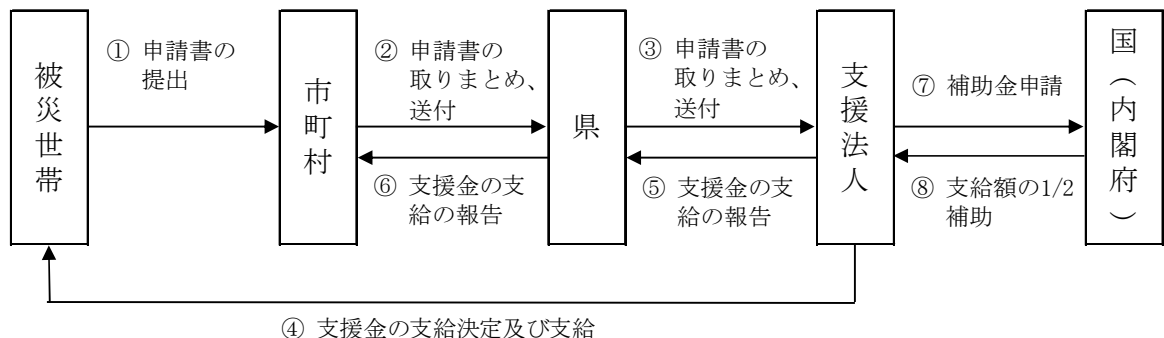 被災世帯
① 申請書の
提出
市町村
② 申請書の
取りまとめ、
送付
⑥ 支援金の支
給の報告
県
③ 申請書の
取りまとめ、
送付
⑤ 支援金の支
給の報告
支援法人
⑦ 補助金申請
⑧ 支給額の1/2
補助
国（内閣府）
④ 支援金の支給決定及び支給